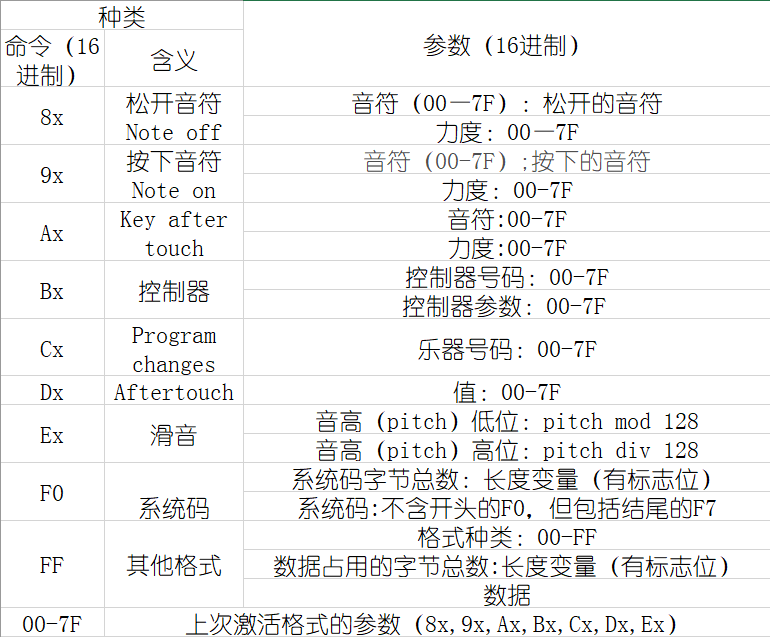 种类
命令（16
进制）
含义
参数（16进制）
8x
松开音符
Note off
音符（00－7F）: 松开的音符
力度: 00－7F
9x
按下音符
Note on
音符（00-7F）;按下的音符
力度: 00-7F
Ax
Key after
touch
音符:00-7F
力度:00-7F
Bx
控制器
控制器号码: 00-7F
控制器参数: 00-7F
Cx
Program
changes
乐器号码: 00-7F
Dx
Aftertouch
值: 00-7F
Ex
滑音
音高（pitch）低位: pitch mod 128
音高（pitch）高位: pitch div 128
F0
系统码
系统码字节总数: 长度变量（有标志位）
系统码:不含开头的F0，但包括结尾的F7
FF
其他格式
格式种类: 00-FF
数据占用的字节总数:长度变量（有标志位）
数据
00-7F
上次激活格式的参数（8x,9x,Ax,Bx,Cx,Dx,Ex）